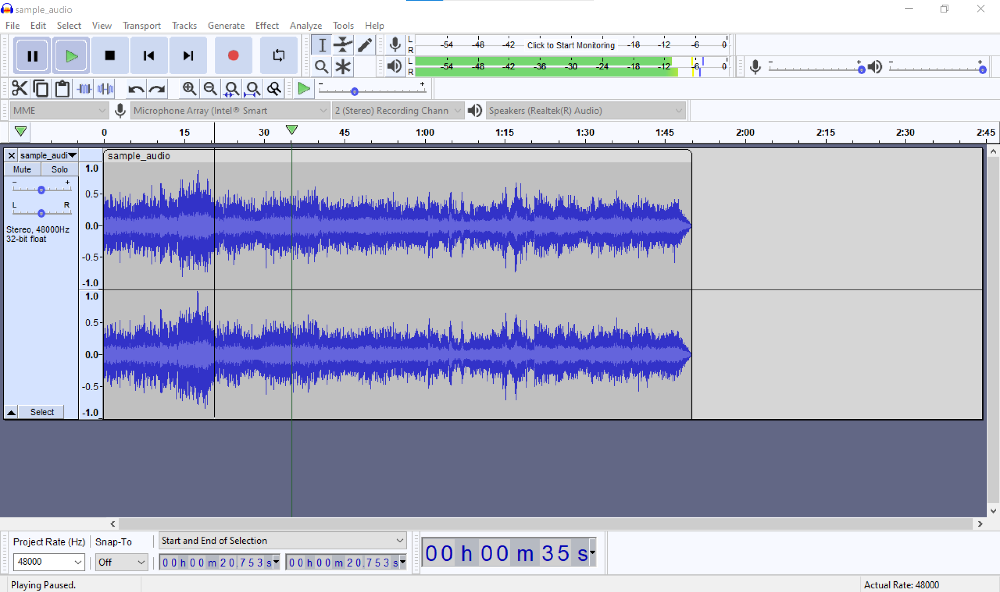 sample_audio
File Edit Select View Transport Tracks Generate Effect Analyze Tools Help
L
R
-54 -48 -42 Click to Start Monitoring -18 -12 -6 0
L
R
-54 -48 -42 -36 -30 -24 -18 -12 -6 0
- +
- +
- +
MME
Microphone Array (Intel® Smart
2 (Stereo) Recording Chann
Speakers (Realtek(R) Audio)
0 15 30 45 1:00 1:15 1:30 1:45 2:00 2:15 2:30 2:45
sample_audi
sample_audio
Mute Solo
- +
L R
Stereo, 48000Hz
32-bit float
Select
1.0
0.5
0.0
-0.5
-1.0
1.0
0.5
0.0
-0.5
-1.0
Project Rate (Hz)
Snap-To
Start and End of Selection
48000
Off
00 h 00 m 20.753 s
00 h 00 m 20.753 s
00 h 00 m 35 s
Playing Paused.
Actual Rate: 48000